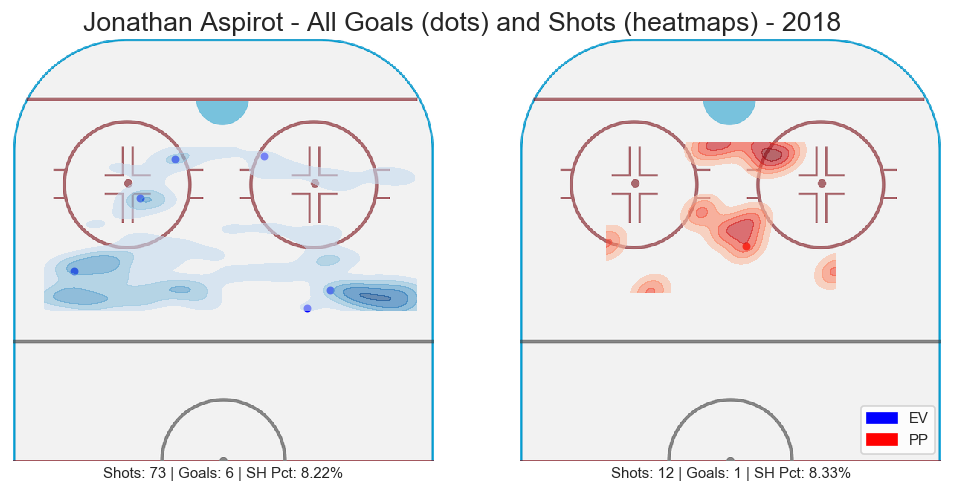 Jonathan Aspirot - All Goals (dots) and Shots (heatmaps) - 2018
EV
PP
Shots: 73 | Goals: 6 | SH Pct: 8.22%
Shots: 12 | Goals: 1 | SH Pct: 8.33%